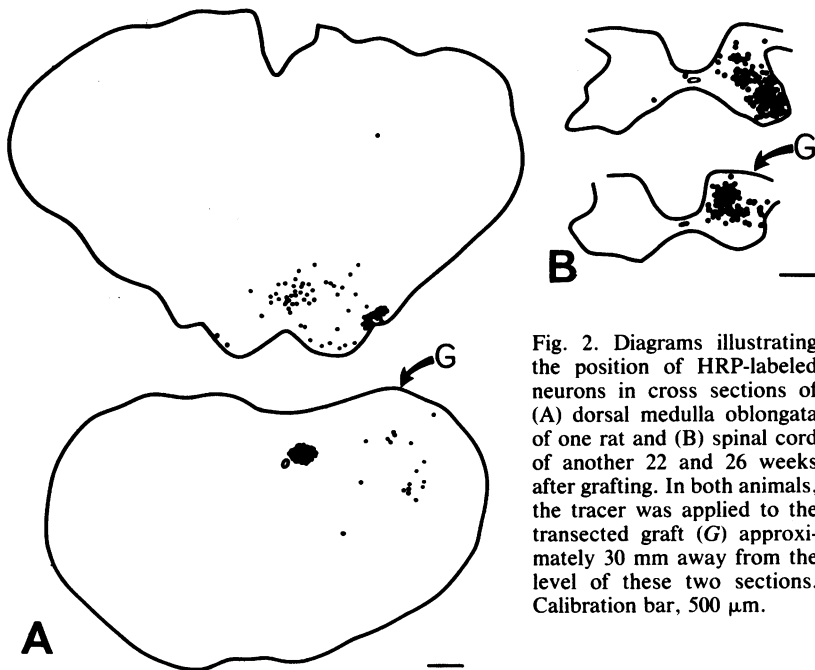 G
G
B
A
Fig. 2. Diagrams illustrating
the position of HRP-labeled
neurons in cross sections of
(A) dorsal medulla oblongata
of one rat and (B) spinal cord
of another 22 and 26 weeks
after grafting. In both animals,
the tracer was applied to the
transected graft (G) approxi-
mately 30 mm away from the
level of these two sections.
Calibration bar, 500 μm.